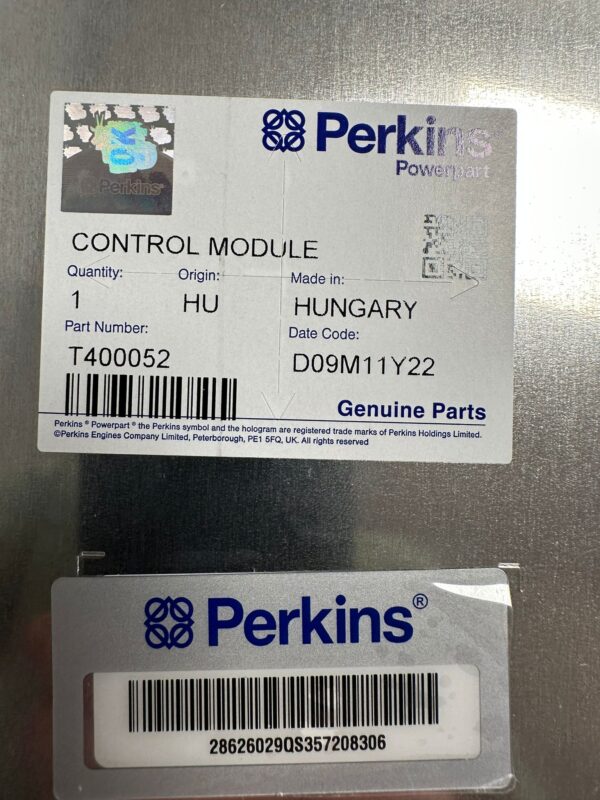 OK
Perkins
Perkins
Powerpart
CONTROL MODULE
Quantity: Origin: Made in:
1 HU HUNGARY
Part Number: Date Code:
T400052 D09M11Y22
Genuine Parts
Perkins ® Powerpart ® the Perkins symbol and the hologram are registered trade marks of Perkins Holdings Limited.
©Perkins Engines Company Limited, Peterborough, PE1 5FQ, UK. All rights reserved
Perkins®
28626029QS357208306